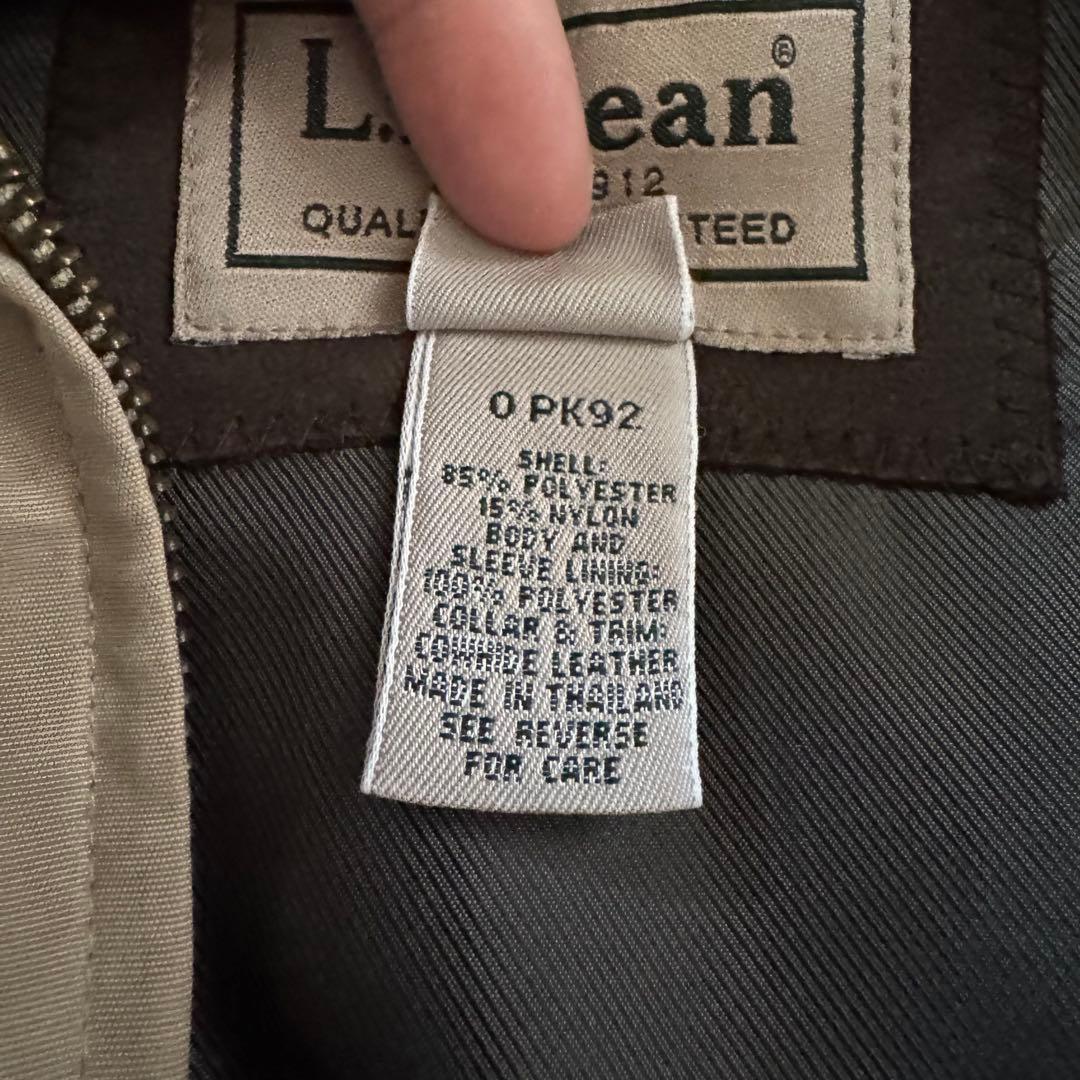 L. ean®
912
QUAL TEED
0 PK92
SHELL:
85% POLYESTER
15% NYLON
BODY AND
SLEEVE LINING:
100% POLYESTER
COLLAR & TRIM:
COWHIDE LEATHER
MADE IN THAILAND
SEE REVERSE
FOR CARE